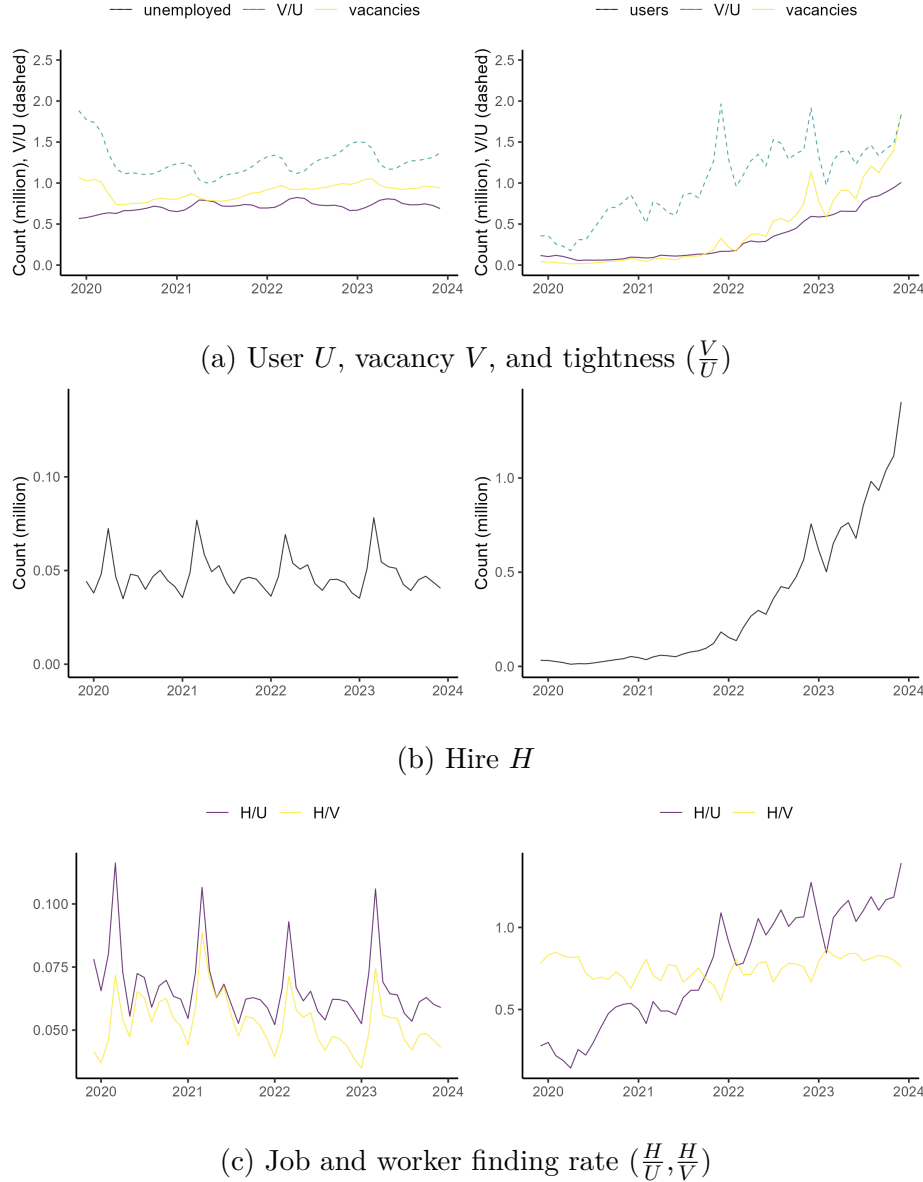 unemployed V/U vacancies
users V/U vacancies
Count (million), V/U (dashed)
2.5
2.0
1.5
1.0
0.5
0.0
2020 2021 2022 2023 2024
Count (million), V/U (dashed)
2.5
2.0
1.5
1.0
0.5
0.0
2020 2021 2022 2023 2024
(a) User U, vacancy V, and tightness (V/U)
Count (million)
0.10
0.05
0.00
2020 2021 2022 2023 2024
Count (million)
1.0
0.5
0.0
2020 2021 2022 2023 2024
(b) Hire H
H/U H/V
0.100
0.075
0.050
2020 2021 2022 2023 2024
H/U H/V
1.0
0.5
2020 2021 2022 2023 2024
(c) Job and worker finding rate (H/U, H/V)